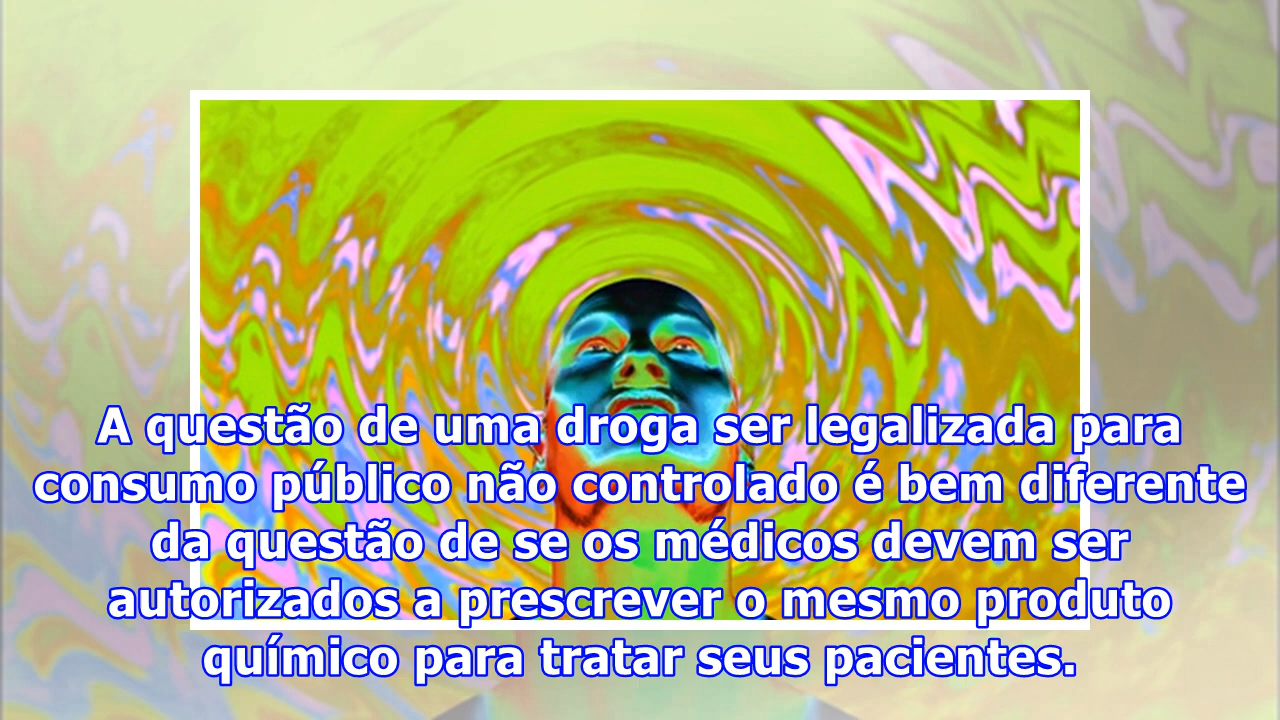 A questão de uma droga ser legalizada para
consumo público não controlado é bem diferente
da questão de se os médicos devem ser
autorizados a prescrever o mesmo produto
químico para tratar seus pacientes.